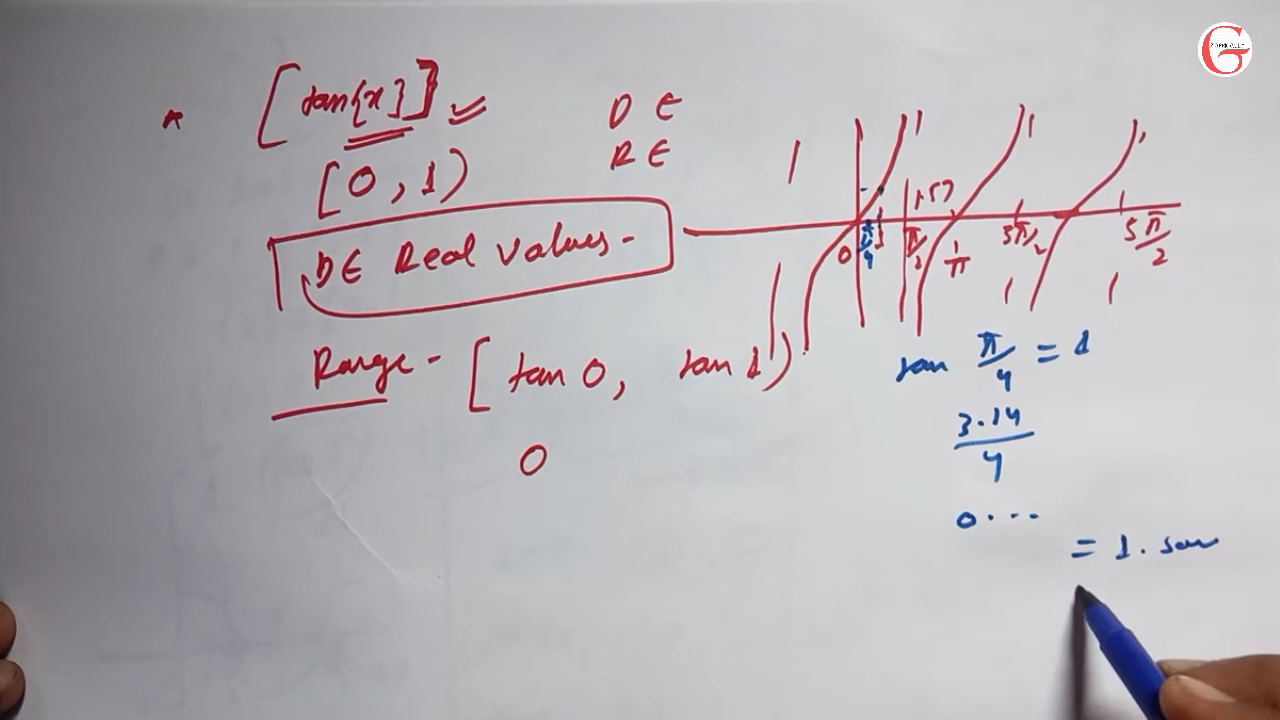 * [tan{x}] ✓
[0, 1)
D ∈
R ∈
D ∈ Real values -
Range - [tan 0, tan 1)
0
1.57
0 π/4 1 π/2 π 3π/2 5π/2
tan π/4 = 1
3.14/4
0...
= 1.
G